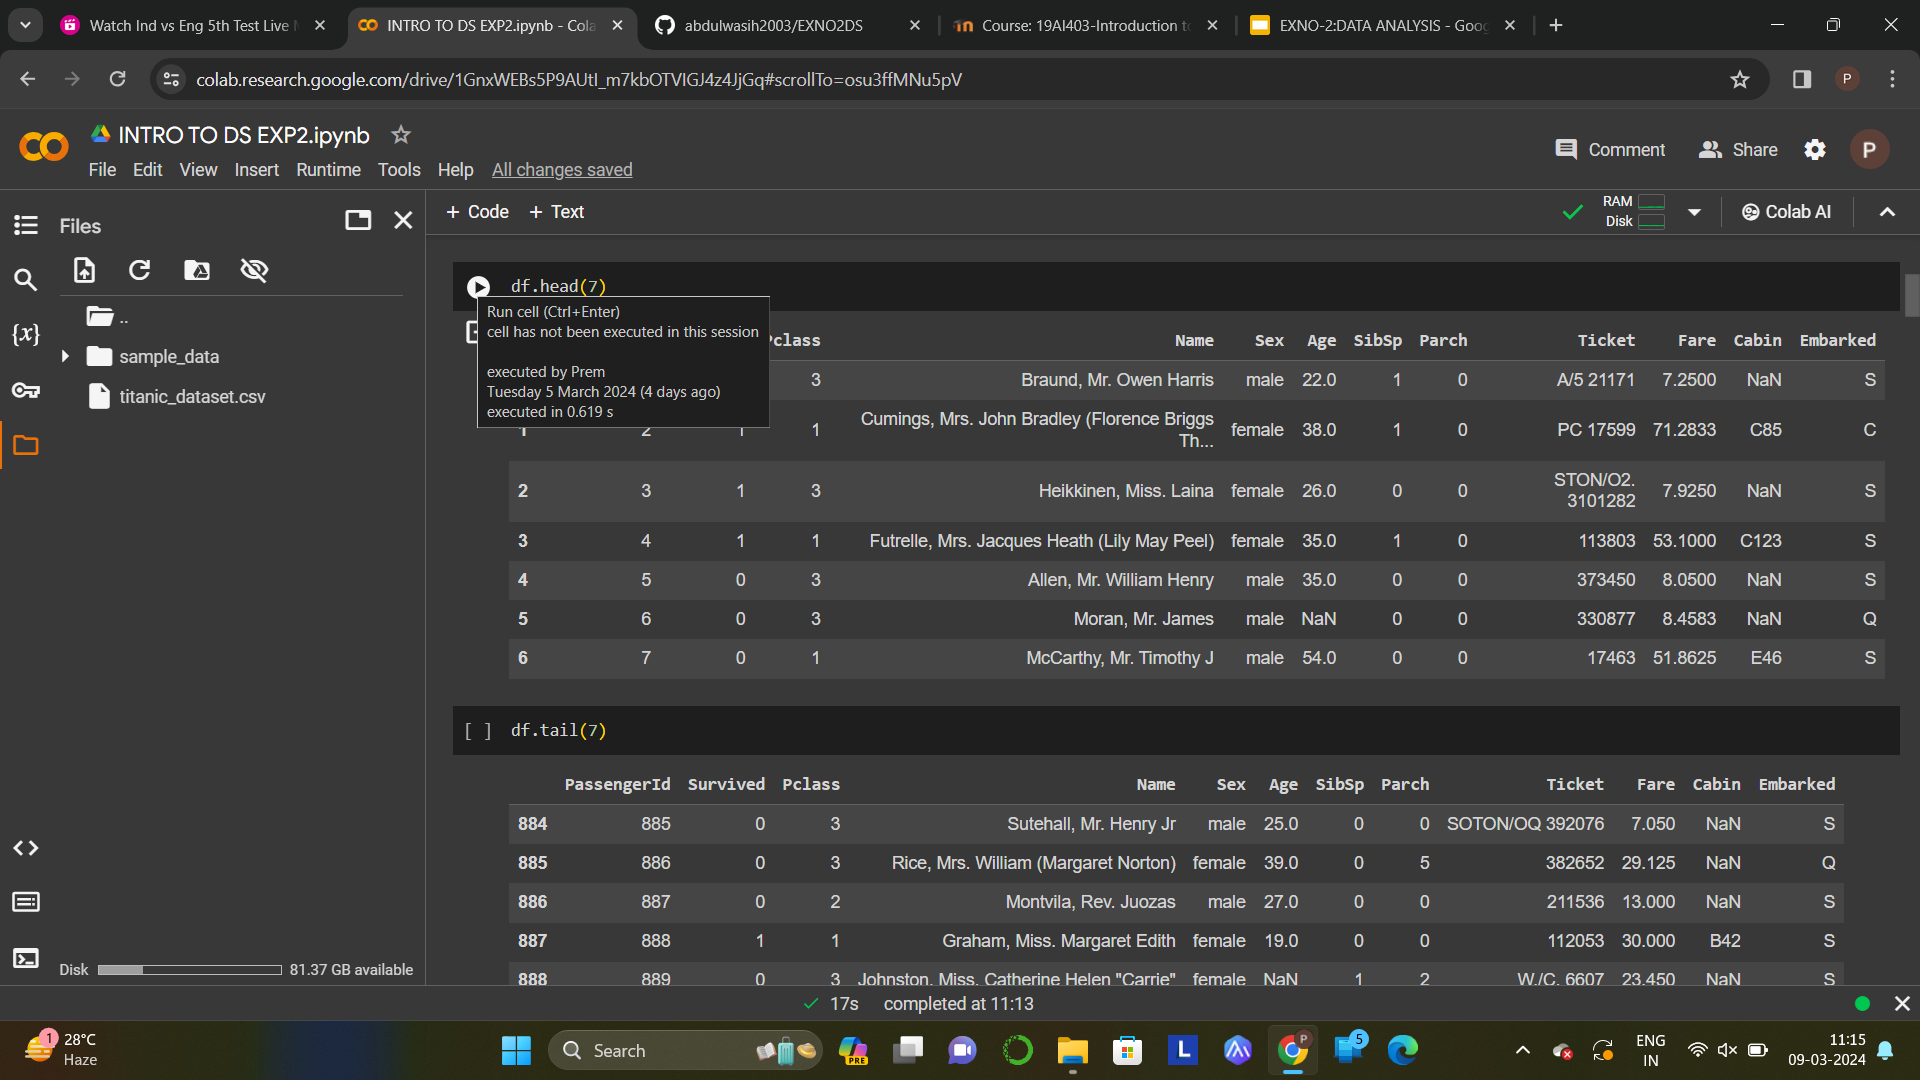 Watch Ind vs Eng 5th Test Live
INTRO TO DS EXP2.ipynb - Cola
abdulwasih2003/EXNO2DS
Course: 19AI403-Introduction to
EXNO-2:DATA ANALYSIS - Goog
colab.research.google.com/drive/1GnxWEBs5P9AUtI_m7kbOTVIGJ4z4JjGq#scrollTo=osu3ffMNu5pV
P
INTRO TO DS EXP2.ipynb
Comment
Share
P
File Edit View Insert Runtime Tools Help All changes saved
Files
+ Code + Text
RAM
Disk
Colab AI
..
sample_data
titanic_dataset.csv
{x}
df.head(7)
Run cell (Ctrl+Enter)
cell has not been executed in this session
executed by Prem
Tuesday 5 March 2024 (4 days ago)
executed in 0.619 s
Pclass Name Sex Age SibSp Parch Ticket Fare Cabin Embarked
3 Braund, Mr. Owen Harris male 22.0 1 0 A/5 21171 7.2500 NaN S
1 2 1 1 Cumings, Mrs. John Bradley (Florence Briggs Th... female 38.0 1 0 PC 17599 71.2833 C85 C
2 3 1 3 Heikkinen, Miss. Laina female 26.0 0 0 STON/O2. 3101282 7.9250 NaN S
3 4 1 1 Futrelle, Mrs. Jacques Heath (Lily May Peel) female 35.0 1 0 113803 53.1000 C123 S
4 5 0 3 Allen, Mr. William Henry male 35.0 0 0 373450 8.0500 NaN S
5 6 0 3 Moran, Mr. James male NaN 0 0 330877 8.4583 NaN Q
6 7 0 1 McCarthy, Mr. Timothy J male 54.0 0 0 17463 51.8625 E46 S
[ ] df.tail(7)
PassengerId Survived Pclass Name Sex Age SibSp Parch Ticket Fare Cabin Embarked
884 885 0 3 Sutehall, Mr. Henry Jr male 25.0 0 0 SOTON/OQ 392076 7.050 NaN S
885 886 0 3 Rice, Mrs. William (Margaret Norton) female 39.0 0 5 382652 29.125 NaN Q
886 887 0 2 Montvila, Rev. Juozas male 27.0 0 0 211536 13.000 NaN S
887 888 1 1 Graham, Miss. Margaret Edith female 19.0 0 0 112053 30.000 B42 S
888 889 0 3 Johnston, Miss. Catherine Helen "Carrie" female NaN 1 2 W./C. 6607 23.450 NaN S
Disk 81.37 GB available
17s completed at 11:13
1
28°C
Haze
Search
PRE
L
P
5
ENG
IN
11:15
09-03-2024